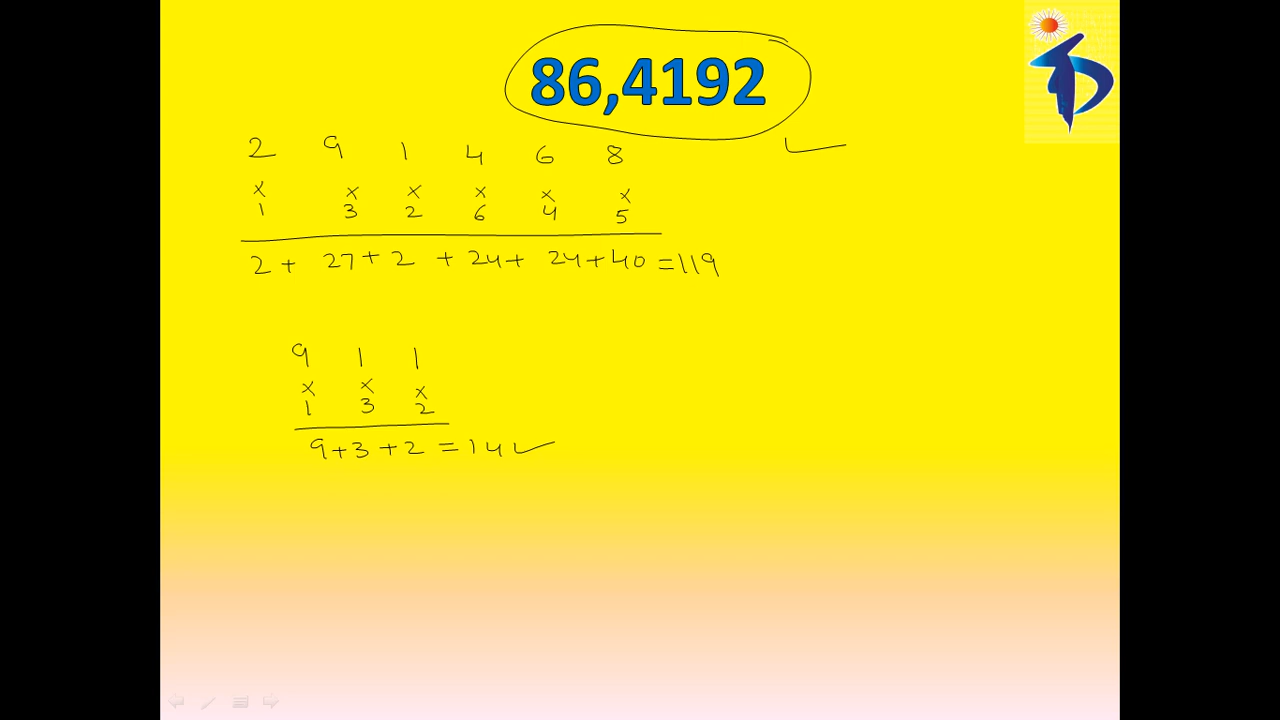 86,4192
2 9 1 4 6 8
x x x x x x
1 3 2 6 4 5
2 + 27 + 2 + 24 + 24 + 40 = 119
9 1 1
x x x
1 3 2
9 + 3 + 2 = 14